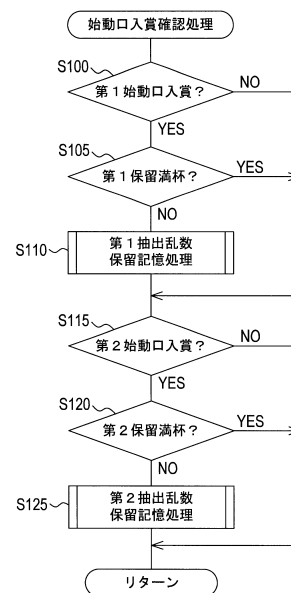 始動口入賞確認処理
S100
第1始動口入賞?
NO
YES
S105
第1保留満杯?
YES
NO
S110
第1抽出乱数
保留記憶処理
S115
第2始動口入賞?
NO
YES
S120
第2保留満杯?
YES
NO
S125
第2抽出乱数
保留記憶処理
リターン